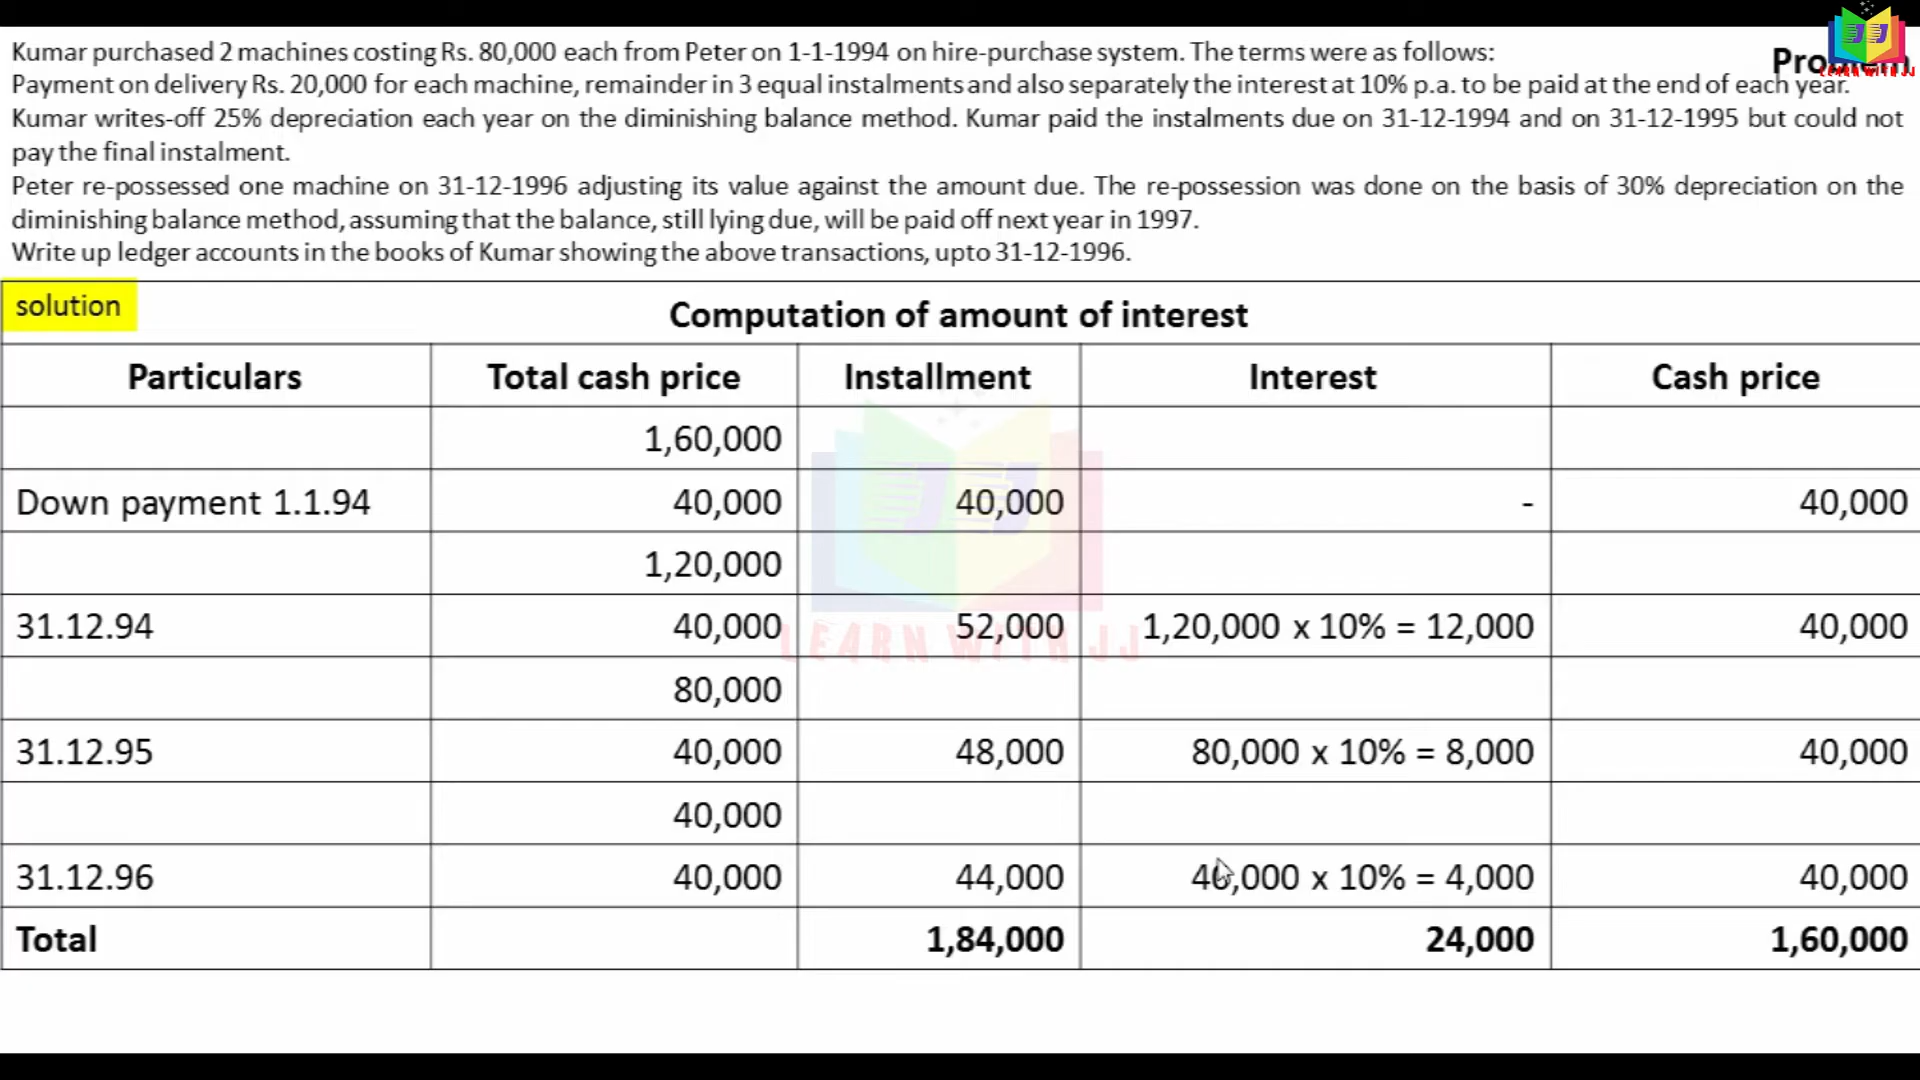 Kumar purchased 2 machines costing Rs. 80,000 each from Peter on 1-1-1994 on hire-purchase system. The terms were as follows:
Payment on delivery Rs. 20,000 for each machine, remainder in 3 equal instalments and also separately the interest at 10% p.a. to be paid at the end of each year.
Kumar writes-off 25% depreciation each year on the diminishing balance method. Kumar paid the instalments due on 31-12-1994 and on 31-12-1995 but could not
pay the final instalment.
Peter re-possessed one machine on 31-12-1996 adjusting its value against the amount due. The re-possession was done on the basis of 30% depreciation on the
diminishing balance method, assuming that the balance, still lying due, will be paid off next year in 1997.
Write up ledger accounts in the books of Kumar showing the above transactions, upto 31-12-1996.
JJ
LEARN WITH JJ
solution
Computation of amount of interest
Particulars Total cash price Installment Interest Cash price
1,60,000
Down payment 1.1.94 40,000 40,000 - 40,000
1,20,000
31.12.94 40,000 52,000 1,20,000 x 10% = 12,000 40,000
80,000
31.12.95 40,000 48,000 80,000 x 10% = 8,000 40,000
40,000
31.12.96 40,000 44,000 40,000 x 10% = 4,000 40,000
Total 1,84,000 24,000 1,60,000
JJ
LEARN WITH JJ